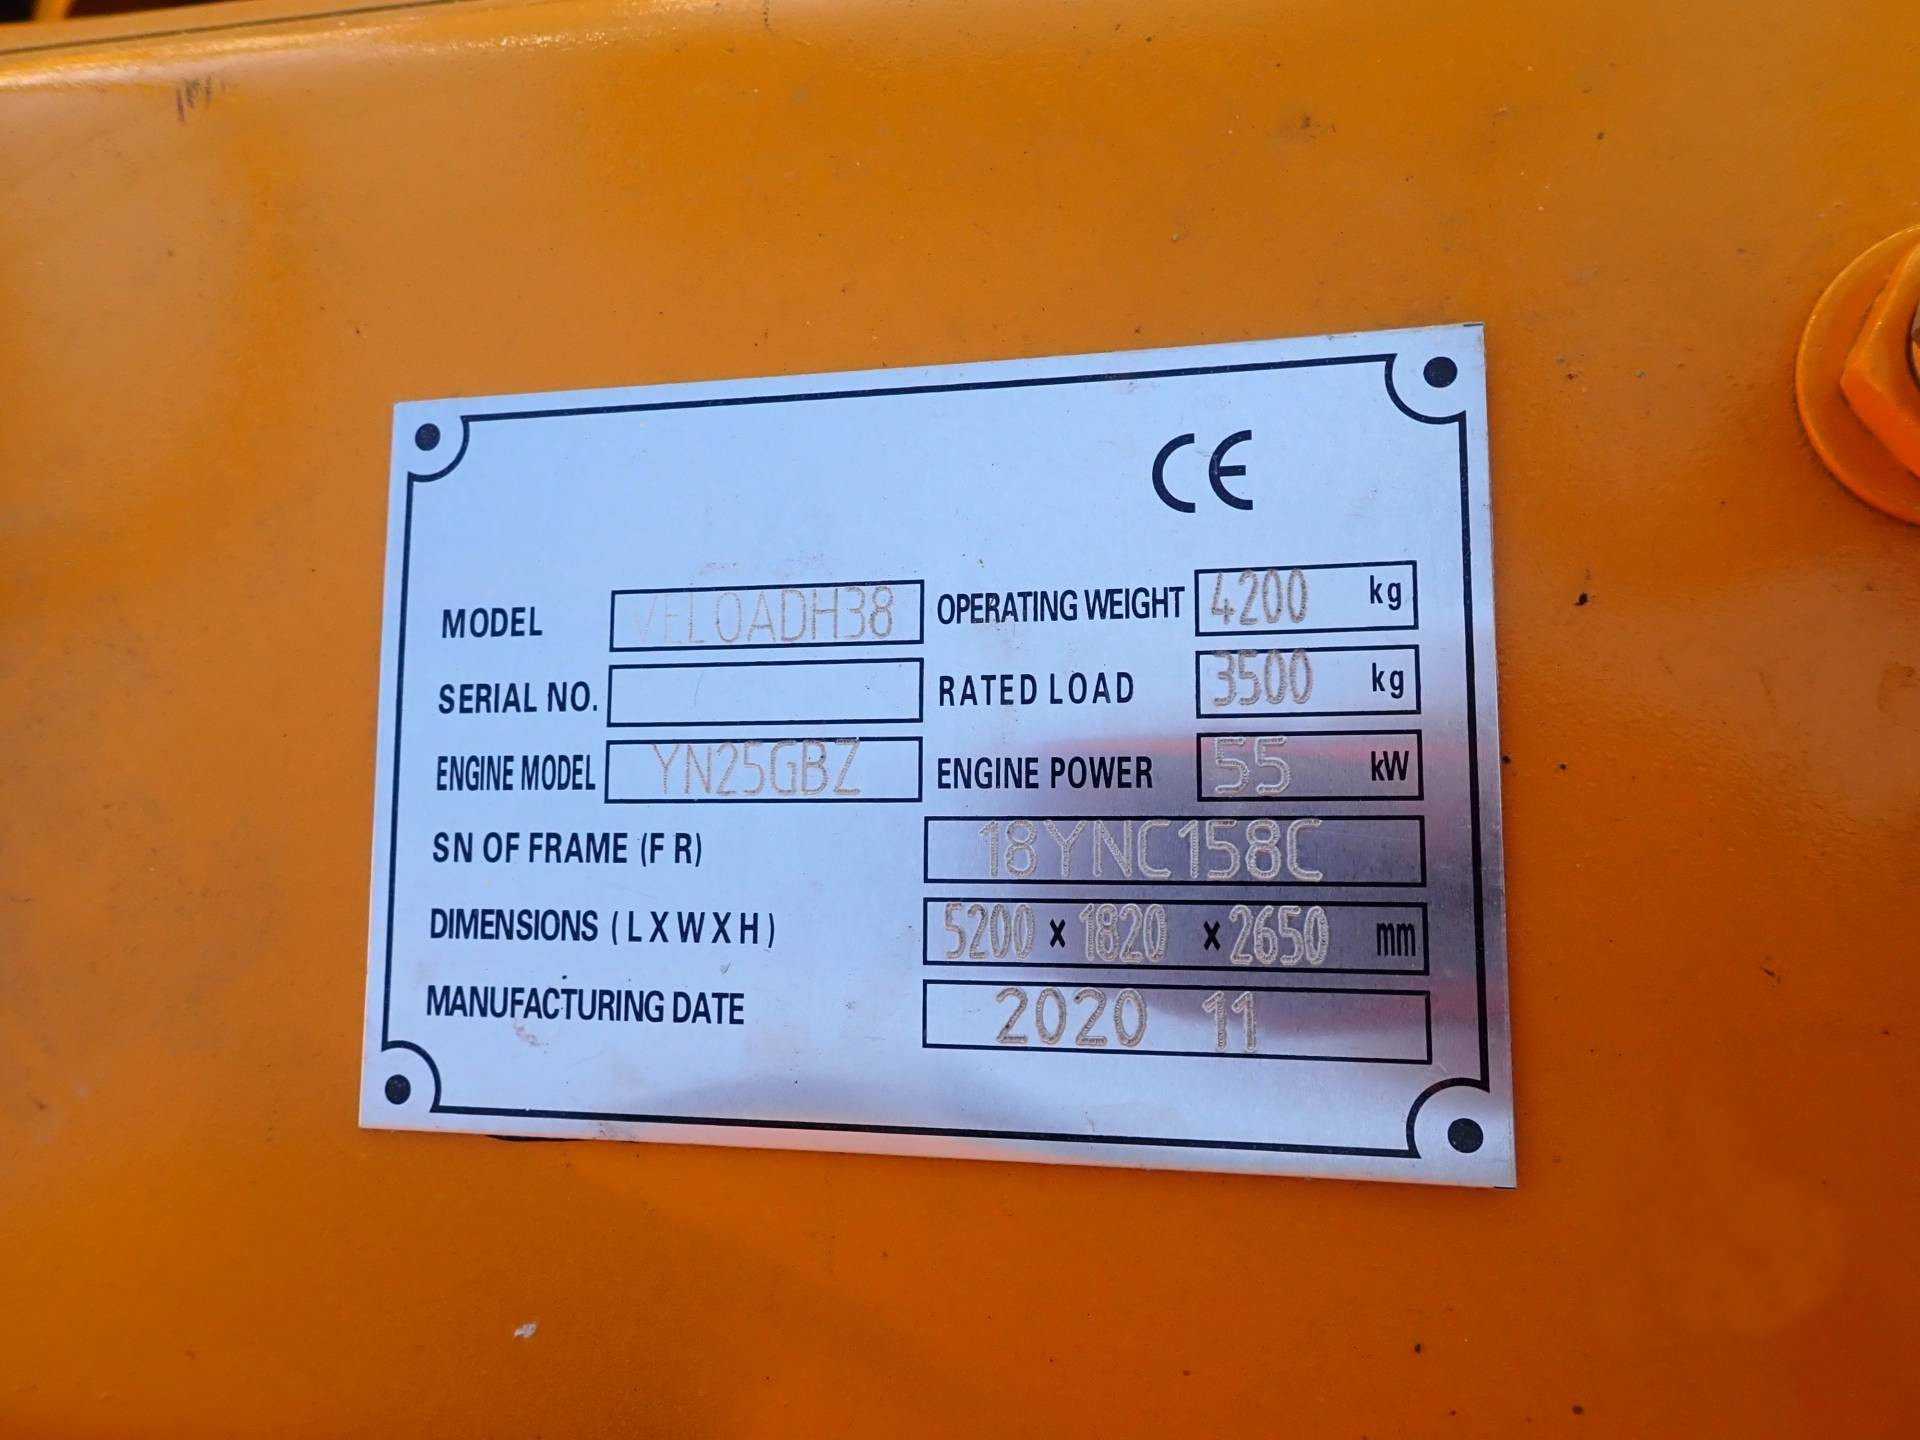 CE
MODEL VELOADH38 OPERATING WEIGHT 4200 kg
SERIAL NO. RATED LOAD 3500 kg
ENGINE MODEL YN25GBZ ENGINE POWER 55 kW
SN OF FRAME (F R) 18YNC158C
DIMENSIONS (L X W X H) 5200 x 1820 x 2650 mm
MANUFACTURING DATE 2020 11